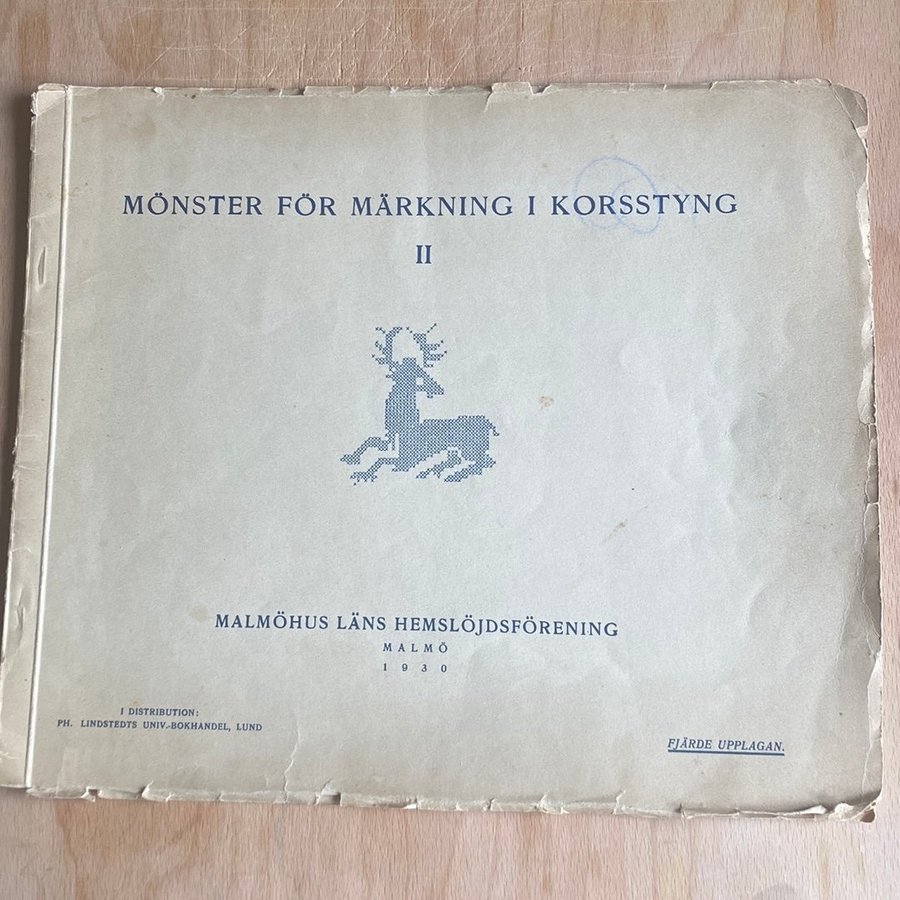 MÖNSTER FÖR MÄRKNING I KORSSTYNG
II
MALMÖHUS LÄNS HEMSLÖJDSFÖRENING
MALMÖ
1930
I DISTRIBUTION:
PH. LINDSTEDTS UNIV.-BOKHANDEL, LUND
FJÄRDE UPPLAGAN.